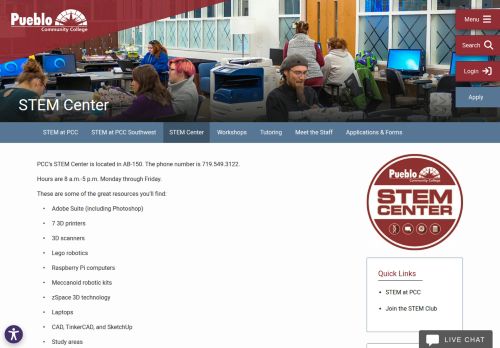 Pueblo
Community College
Menu
Search
Login
Apply
STEM Center
STEM at PCC
STEM at PCC Southwest
STEM Center
Workshops
Tutoring
Meet the Staff
Applications & Forms
PCC's STEM Center is located in AB-150. The phone number is 719.549.3122.
Hours are 8 a.m.-5 p.m. Monday through Friday.
These are some of the great resources you'll find:
• Adobe Suite (including Photoshop)
• 7 3D printers
• 3D scanners
• Lego robotics
• Raspberry Pi computers
• Meccanoid robotic kits
• zSpace 3D technology
• Laptops
• CAD, TinkerCAD, and SketchUp
• Study areas
Pueblo
Community College
STEM
CENTER
Quick Links
• STEM at PCC
• Join the STEM Club
LIVE CHAT